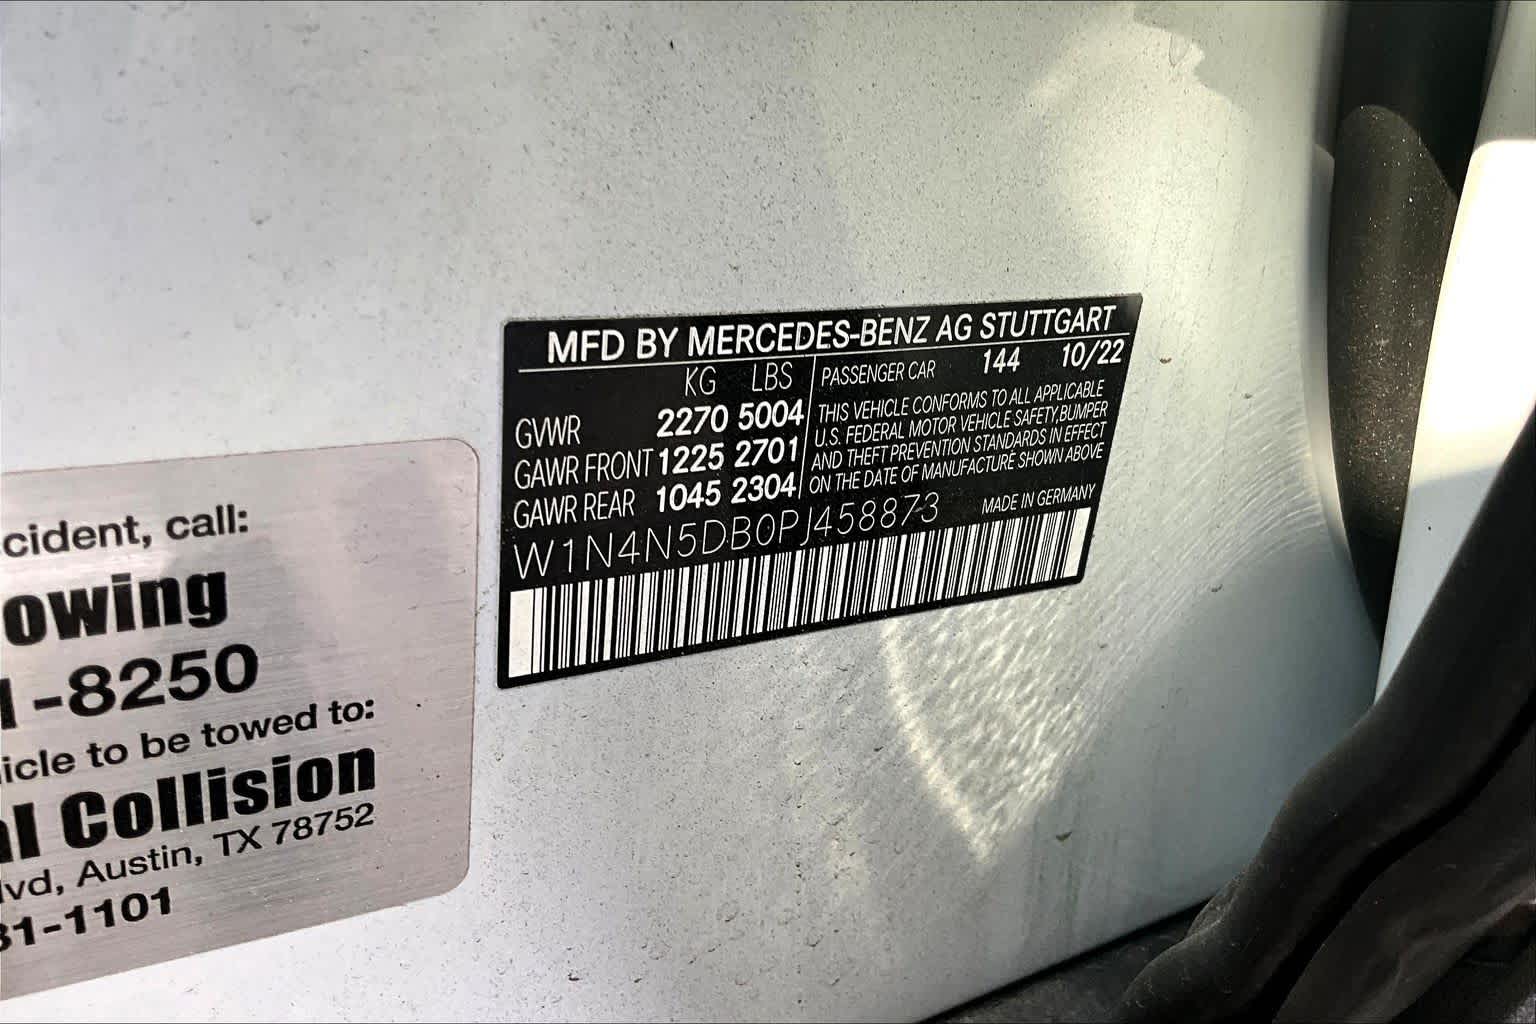 MFD BY MERCEDES-BENZ AG STUTTGART
KG LBS
GVWR 2270 5004
GAWR FRONT 1225 2701
GAWR REAR 1045 2304
PASSENGER CAR 144 10/22
THIS VEHICLE CONFORMS TO ALL APPLICABLE
U.S. FEDERAL MOTOR VEHICLE SAFETY,BUMPER
AND THEFT PREVENTION STANDARDS IN EFFECT
ON THE DATE OF MANUFACTURE SHOWN ABOVE
W1N4N5DB0PJ458873 MADE IN GERMANY
cident, call:
owing
1-8250
icle to be towed to:
al Collision
lvd, Austin, TX 78752
31-1101